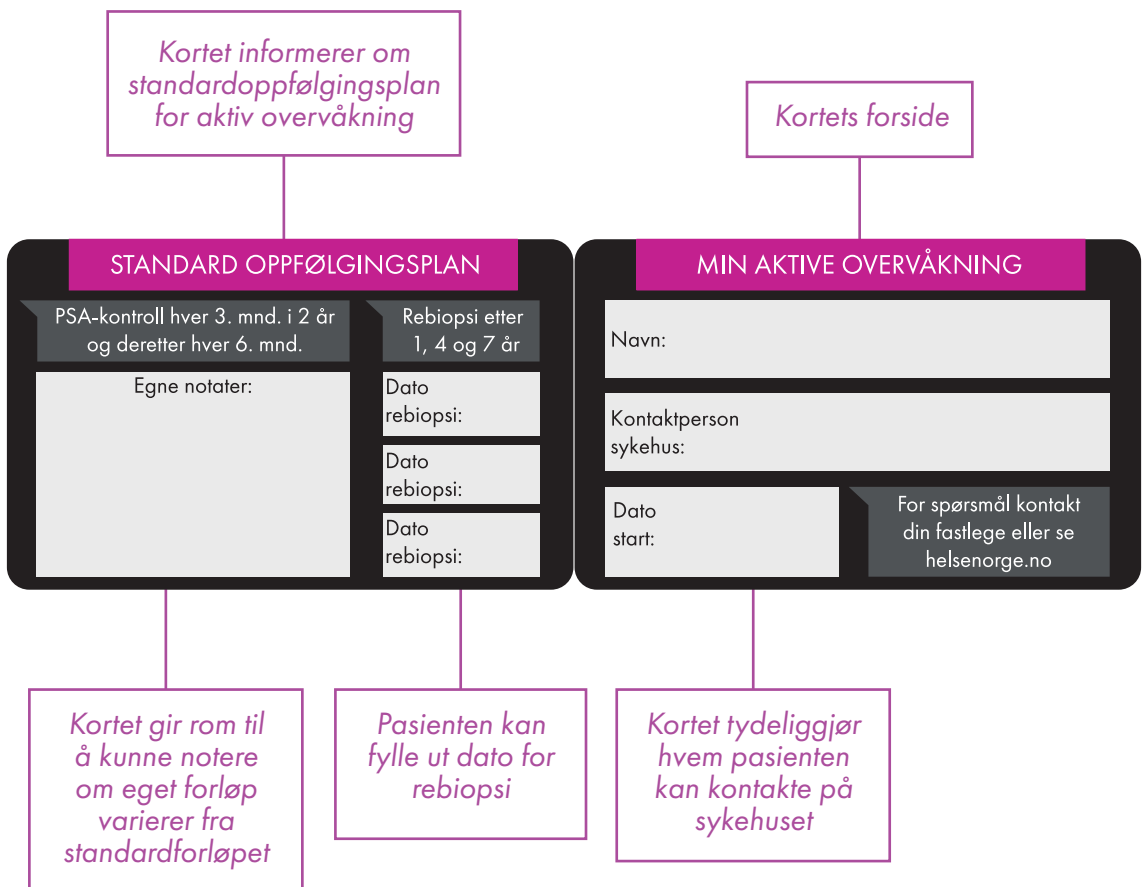 Kortet informerer om
standardoppfølgingsplan
for aktiv overvåkning
Kortets forside
STANDARD OPPFØLGINGSPLAN
PSA-kontroll hver 3. mnd. i 2 år
og deretter hver 6. mnd.
Rebiopsi etter
1, 4 og 7 år
Egne notater:
Dato
rebiopsi:
Dato
rebiopsi:
Dato
rebiopsi:
MIN AKTIVE OVERVÅKNING
Navn:
Kontaktperson
sykehus:
Dato
start:
For spørsmål kontakt
din fastlege eller se
helsenorge.no
Kortet gir rom til
å kunne notere
om eget forløp
varierer fra
standardforløpet
Pasienten kan
fylle ut dato for
rebiopsi
Kortet tydeliggjør
hvem pasienten
kan kontakte på
sykehuset